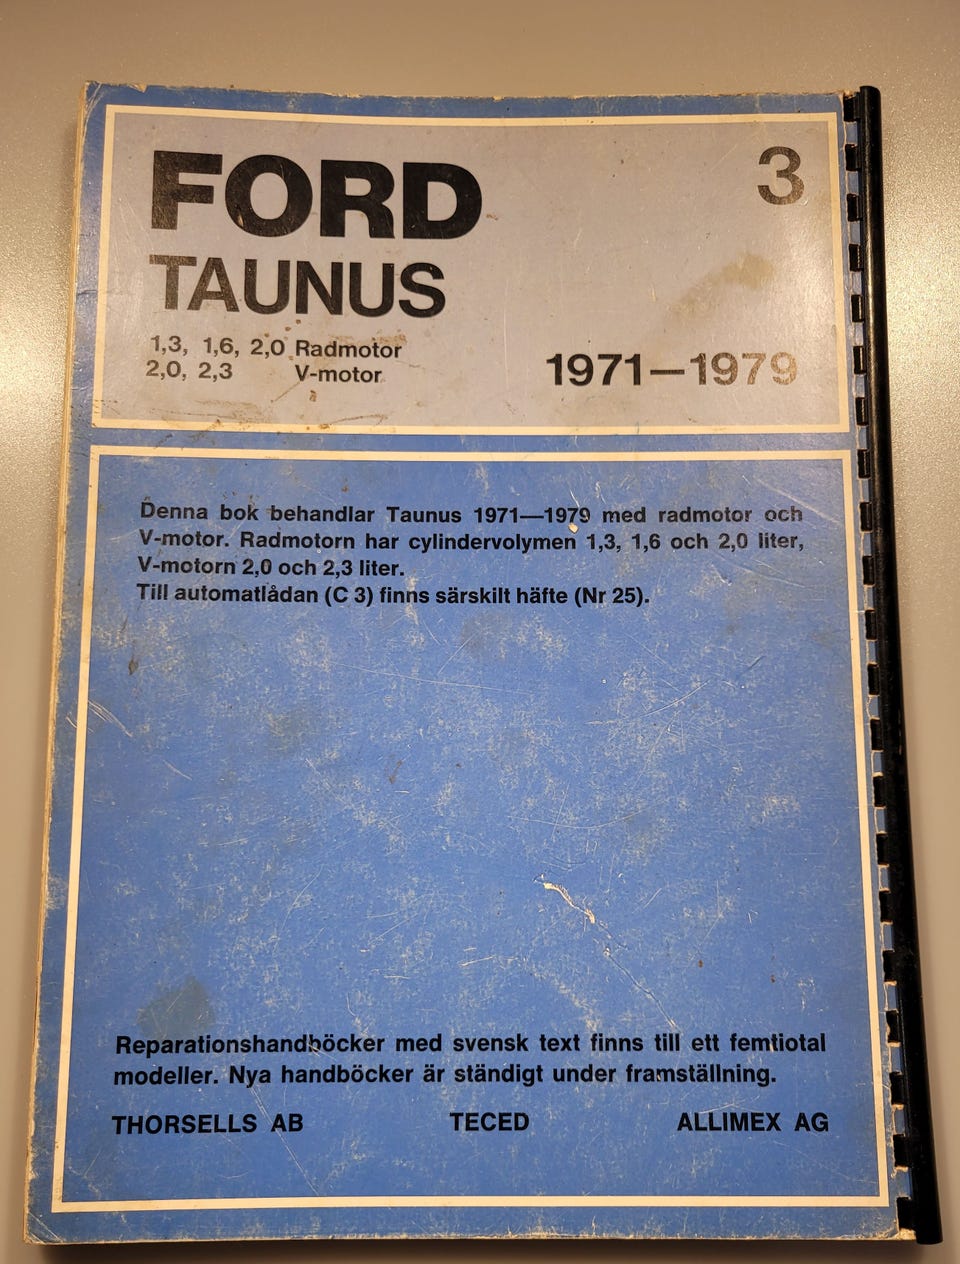 FORD
3
TAUNUS
1,3, 1,6, 2,0 Radmotor
2,0, 2,3 V-motor
1971—1979
Denna bok behandlar Taunus 1971—1979 med radmotor och
V-motor. Radmotorn har cylindervolymen 1,3, 1,6 och 2,0 liter,
V-motorn 2,0 och 2,3 liter.
Till automatlådan (C 3) finns särskilt häfte (Nr 25).
Reparationshandböcker med svensk text finns till ett femtiotal
modeller. Nya handböcker är ständigt under framställning.
THORSELLS AB TECED ALLIMEX AG